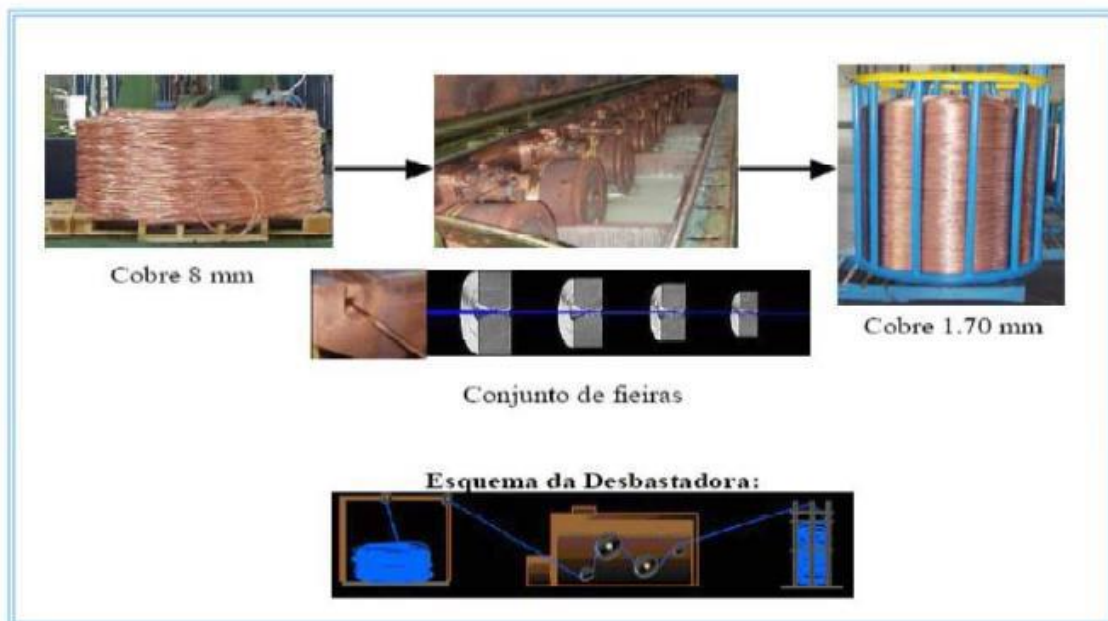 Cobre 8 mm
Cobre 1.70 mm
Conjunto de fieiras
Esquema da Desbastadora: